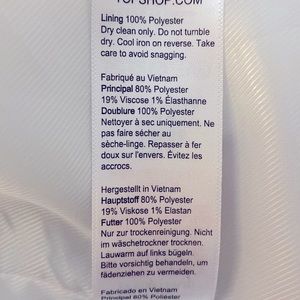 TOPSHOP.COM
Lining 100% Polyester
Dry clean only. Do not tumble
dry. Cool iron on reverse. Take
care to avoid snagging.
Fabriqué au Vietnam
Principal 80% Polyester
19% Viscose 1% Élasthanne
Doublure 100% Polyester
Nettoyer à sec uniquement. Ne
pas faire sécher au
sèche-linge. Repasser à fer
doux sur l'envers. Évitez les
accrocs.
Hergestellt in Vietnam
Hauptstoff 80% Polyester
19% Viscose 1% Elastan
Futter 100% Polyester
Nur zur trockenreinigung. Nicht
im wäschetrockner trocknen.
Lauwarm auf links bügeln.
Bitte vorsichtig behandeln, um
fädenziehen zu vermeiden.
Fabricado en Vietnam
Principal 80% Poliéster